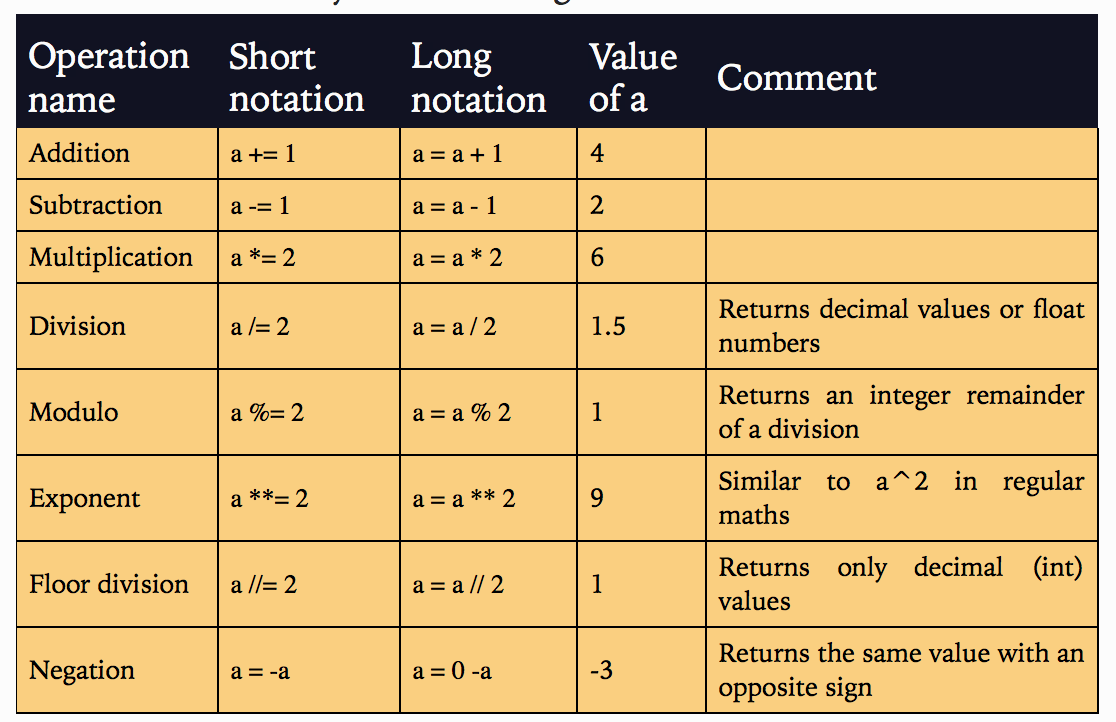 Operation name Short notation Long notation Value of a Comment
Addition a += 1 a = a + 1 4
Subtraction a -= 1 a = a - 1 2
Multiplication a *= 2 a = a * 2 6
Division a /= 2 a = a / 2 1.5 Returns decimal values or float numbers
Modulo a %= 2 a = a % 2 1 Returns an integer remainder of a division
Exponent a **= 2 a = a ** 2 9 Similar to a^2 in regular maths
Floor division a //= 2 a = a // 2 1 Returns only decimal (int) values
Negation a = -a a = 0 -a -3 Returns the same value with an opposite sign